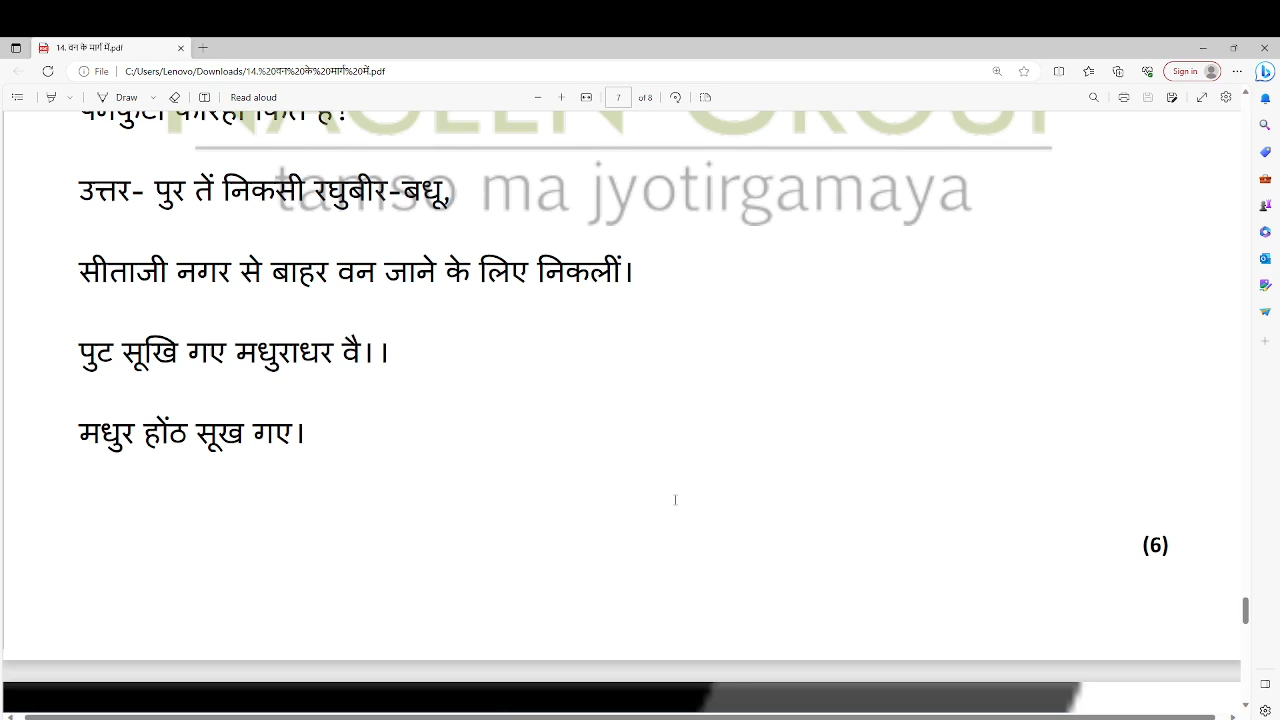 14. वन के मार्ग में.pdf
Sign in
File C:/Users/Lenovo/Downloads/14.%20वन%20के%20मार्ग%20में.pdf
Draw Read aloud 7 of 8
NAGEEN GROUP
tamso ma jyotirgamaya
उत्तर- पुर तें निकसी रघुबीर-बधू,
सीताजी नगर से बाहर वन जाने के लिए निकलीं।
पुट सूखि गए मधुराधर वै।।
मधुर होंठ सूख गए।
(6)